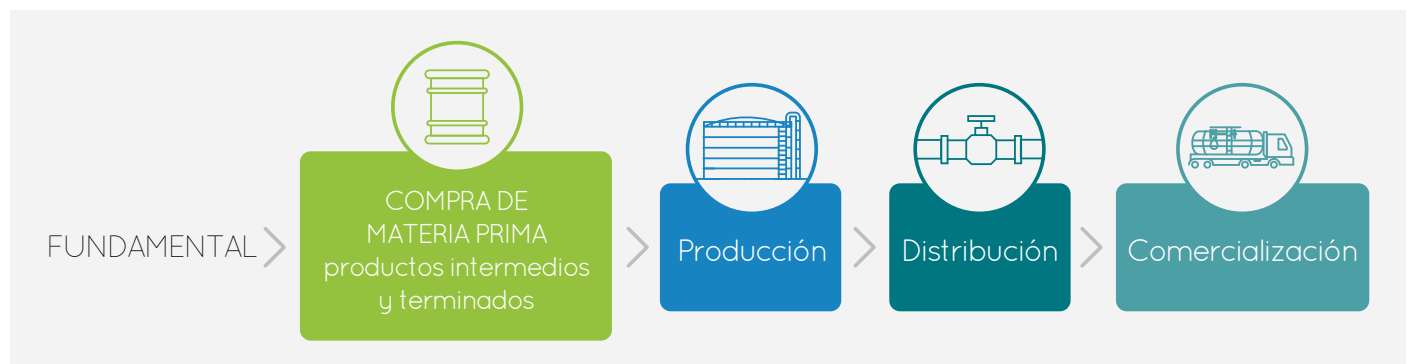 FUNDAMENTAL
COMPRA DE
MATERIA PRIMA
productos intermedios
y terminados
Producción
Distribución
Comercialización